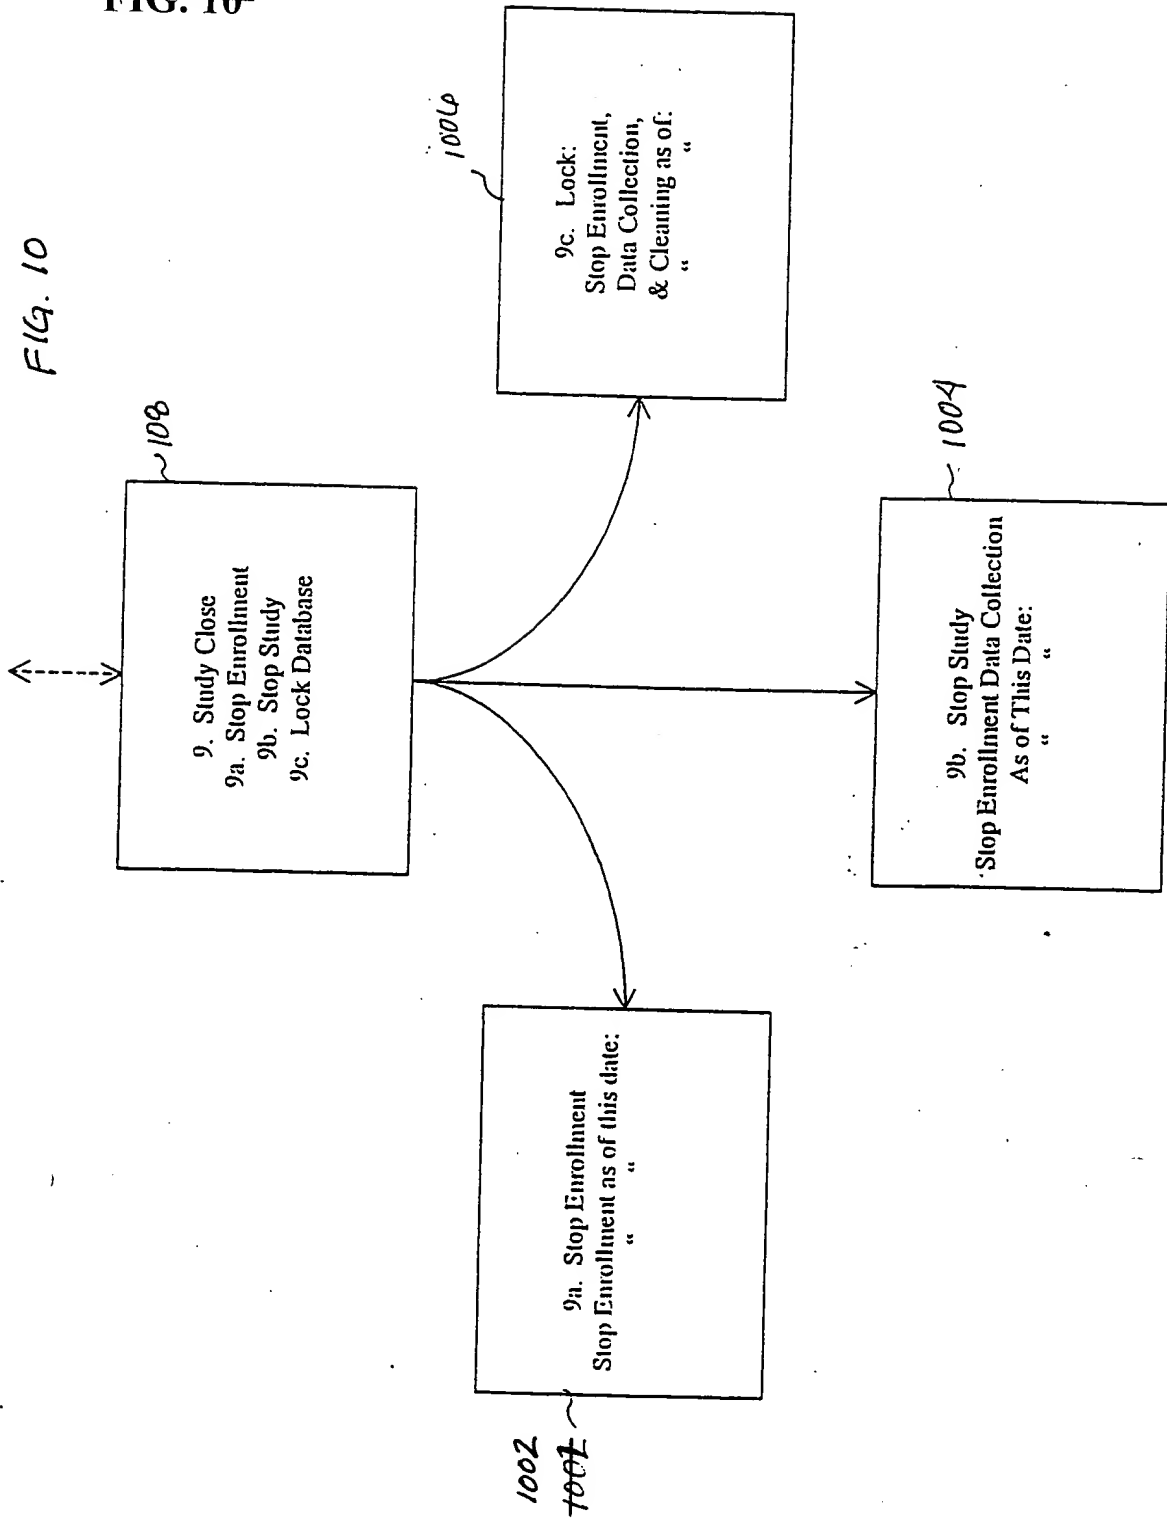 FIG. 10
FIG. 10
108
9. Study Close
9a. Stop Enrollment
9b. Stop Study
9c. Lock Database
1002
9a. Stop Enrollment
Stop Enrollment as of this date:
“ “
1004
9b. Stop Study
Stop Enrollment Data Collection
As of This Date:
“ “
1006
9c. Lock:
Stop Enrollment,
Data Collection,
& Cleaning as of:
“ “